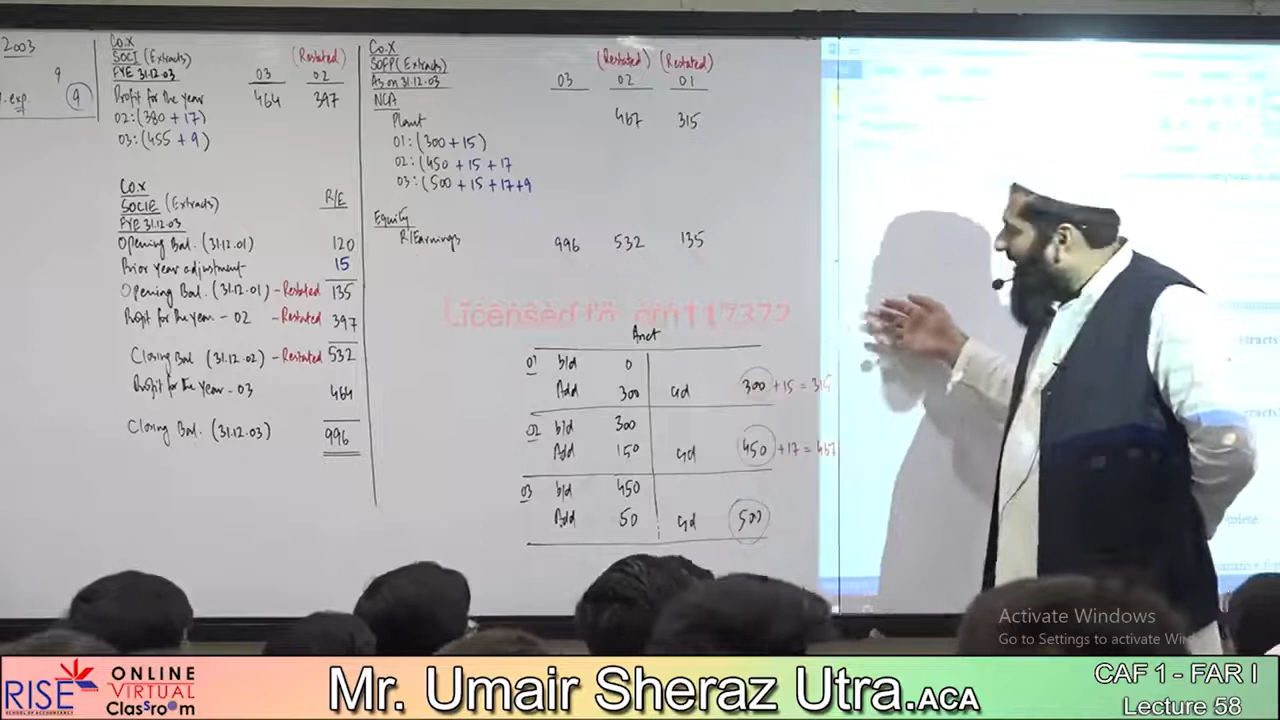 2003
9
exp. 9
Co.X
SOCI (Extracts) (Restated)
FYE 31.12.03 03 02
Profit for the year 464 397
02: (380 + 17)
03: (455 + 9)
Co.X
SOCIE (Extracts) R/E
FYE 31.12.03
Opening Bal. (31.12.01) 120
Prior year adjustment 15
Opening Bal. (31.12.01) - Restated 135
Profit for the year - 02 - Restated 397
Closing Bal (31.12.02) - Restated 532
Profit for the year - 03 464
Closing Bal. (31.12.03) 996
Co.X
SOFP (Extracts) (Restated) (Restated)
As on 31.12.03 03 02 01
NCA
Plant 467 315
01: (300 + 15)
02: (450 + 15 + 17
03: (500 + 15 + 17 + 9
Equity
R/Earnings 996 532 135
01 b/d 0
Add 300 c/d 300 + 15 = 315
02 b/d 300
Add 150 c/d 450 + 17 = 467
03 b/d 450
Add 50 c/d 500
Activate Windows
Go to Settings to activate Win
RISE
SCHOOL OF ACCOUNTANCY
ONLINE
VIRTUAL
Classroom
Mr. Umair Sheraz Utra.ACA
CAF 1 - FAR I
Lecture 58